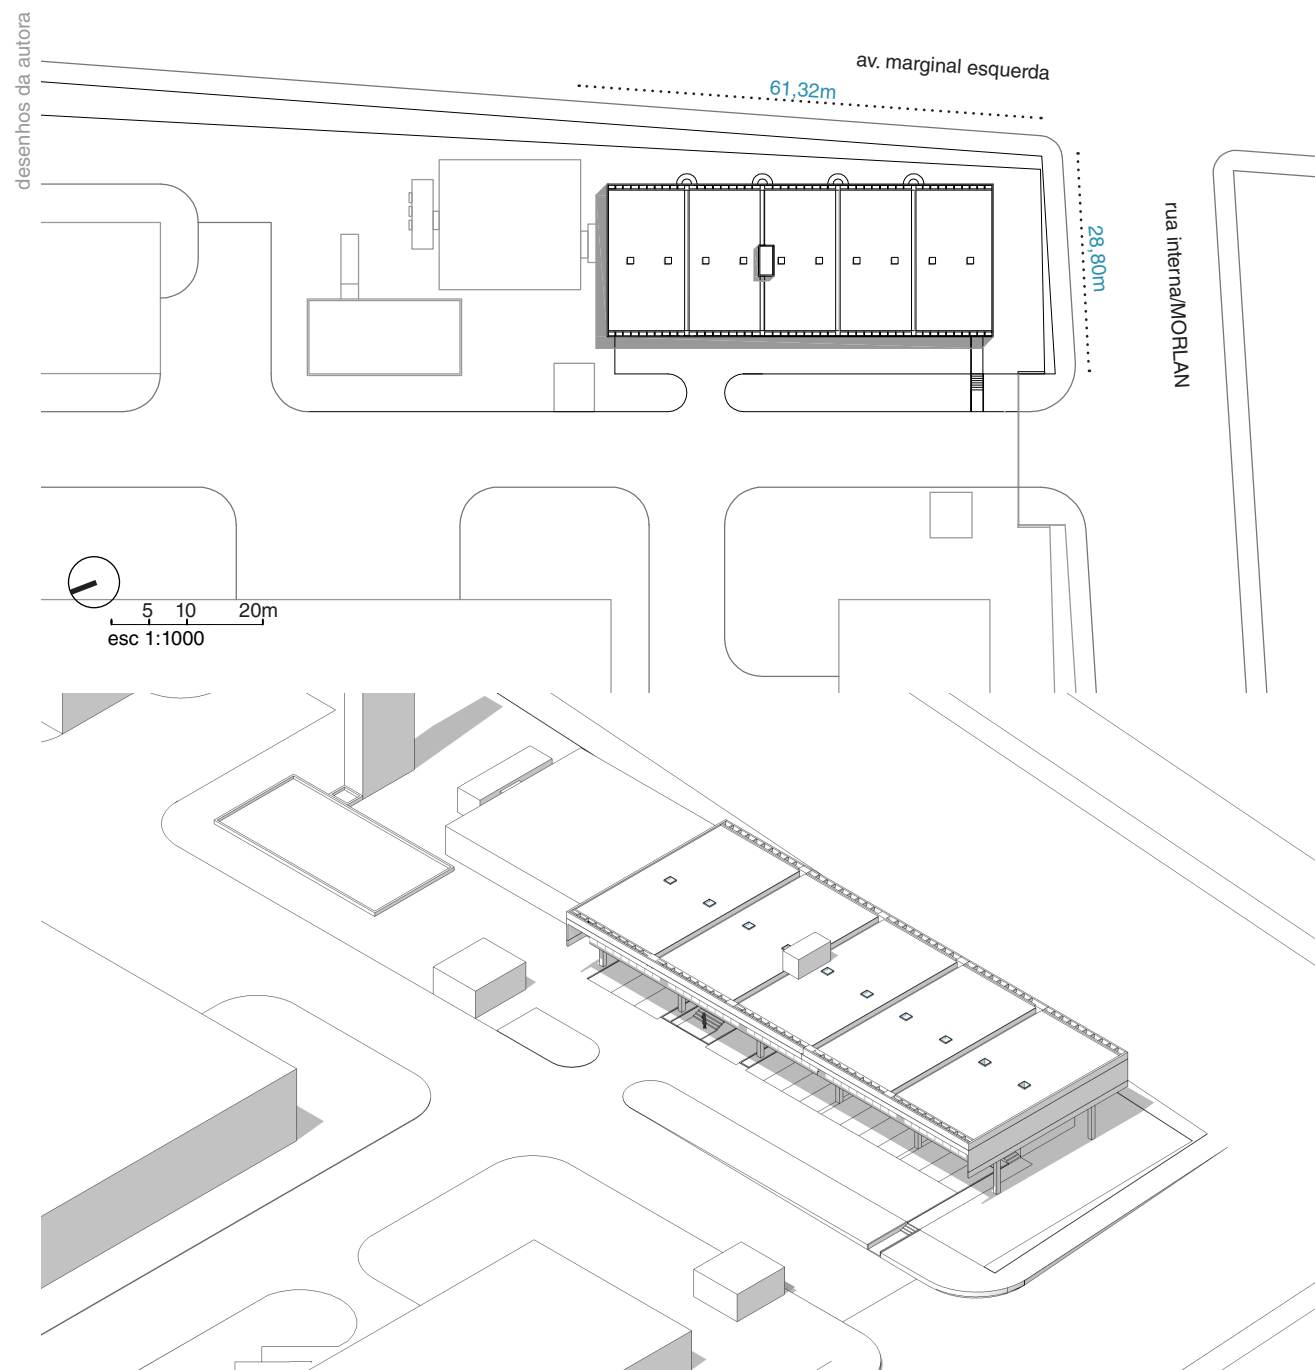 desenhos da autora
av. marginal esquerda
61,32m
28,80m
rua interna/MORLAN
5 10 20m
esc 1:1000